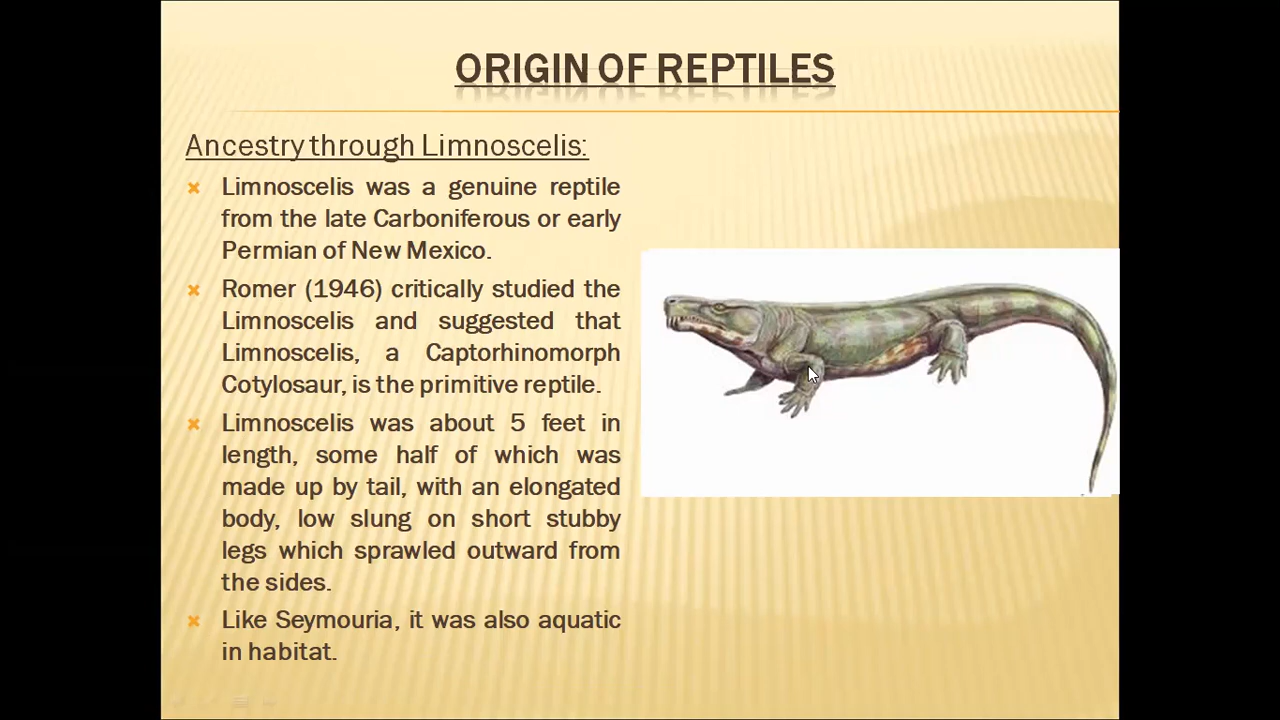 ORIGIN OF REPTILES
Ancestry through Limnoscelis:
Limnoscelis was a genuine reptile
from the late Carboniferous or early
Permian of New Mexico.
Romer (1946) critically studied the
Limnoscelis and suggested that
Limnoscelis, a Captorhinomorph
Cotylosaur, is the primitive reptile.
Limnoscelis was about 5 feet in
length, some half of which was
made up by tail, with an elongated
body, low slung on short stubby
legs which sprawled outward from
the sides.
Like Seymouria, it was also aquatic
in habitat.